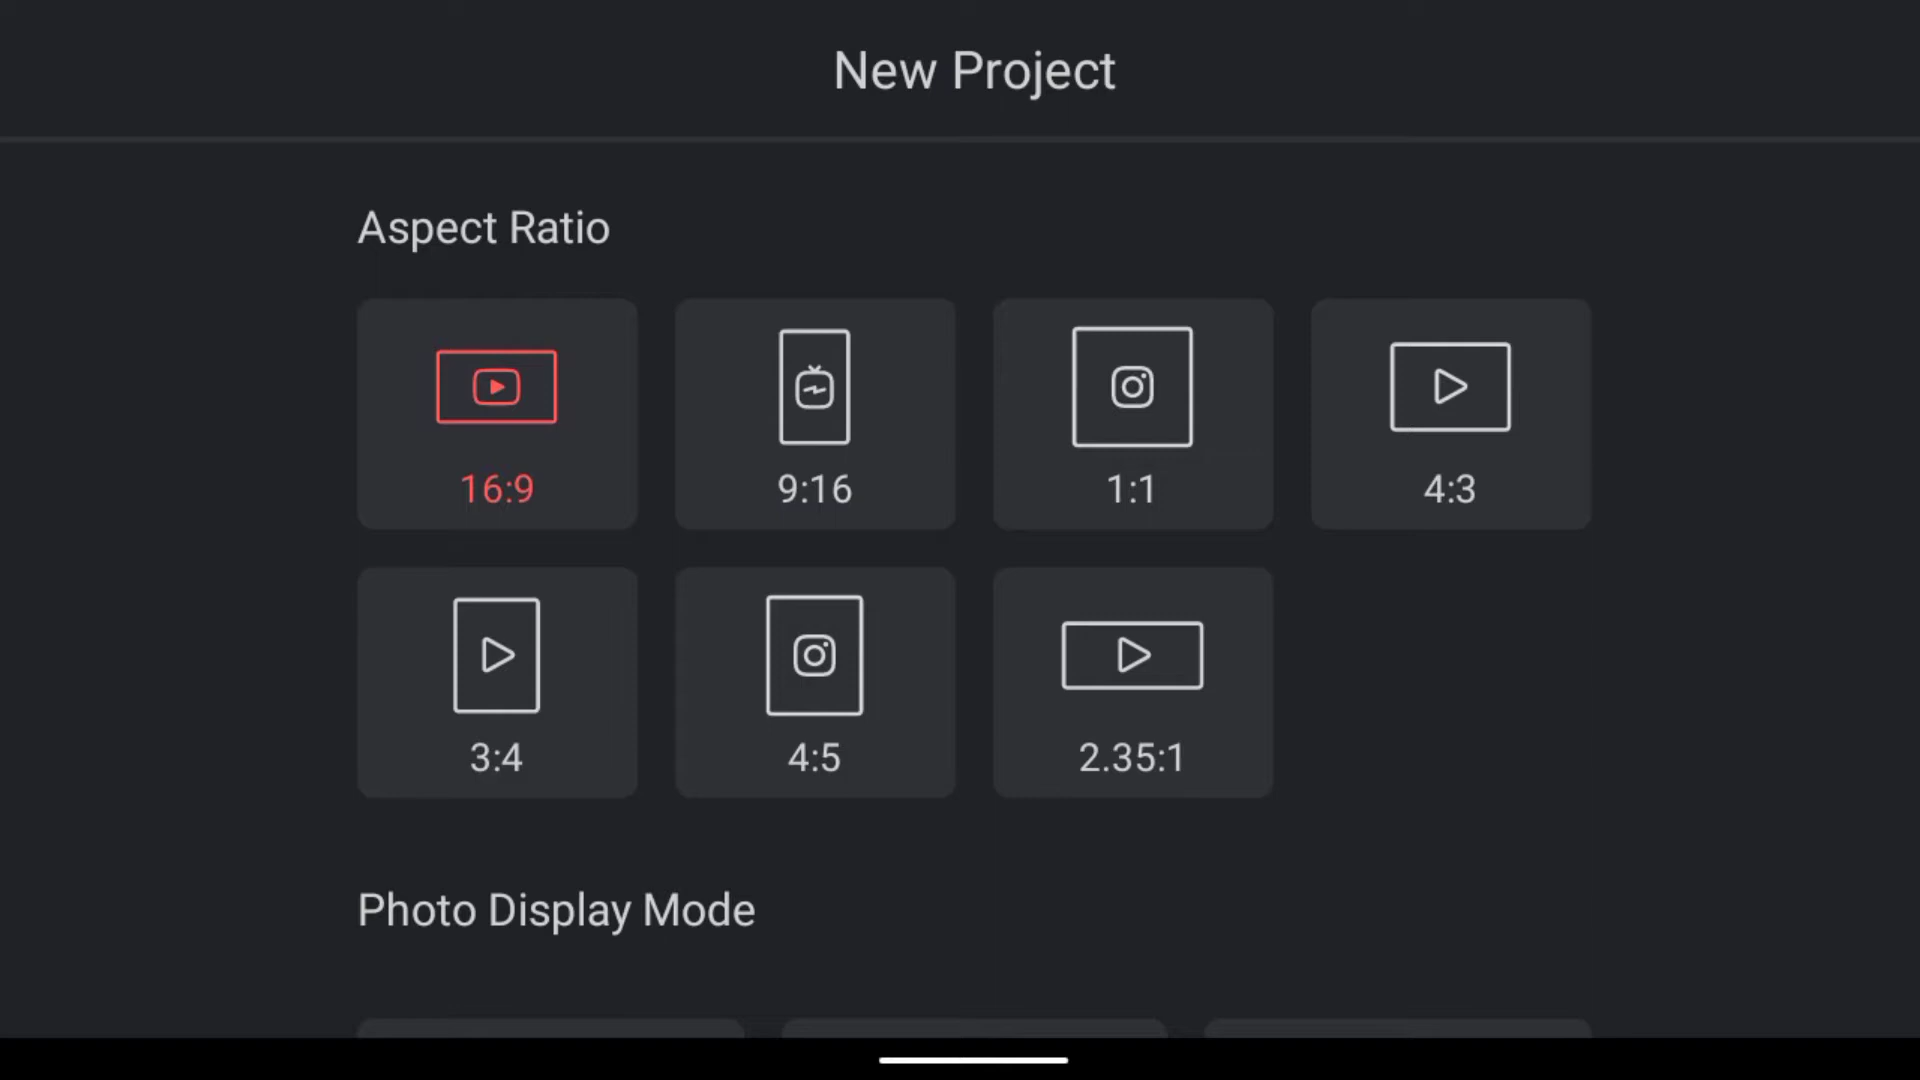 New Project
Aspect Ratio
16:9
9:16
1:1
4:3
3:4
4:5
2.35:1
Photo Display Mode